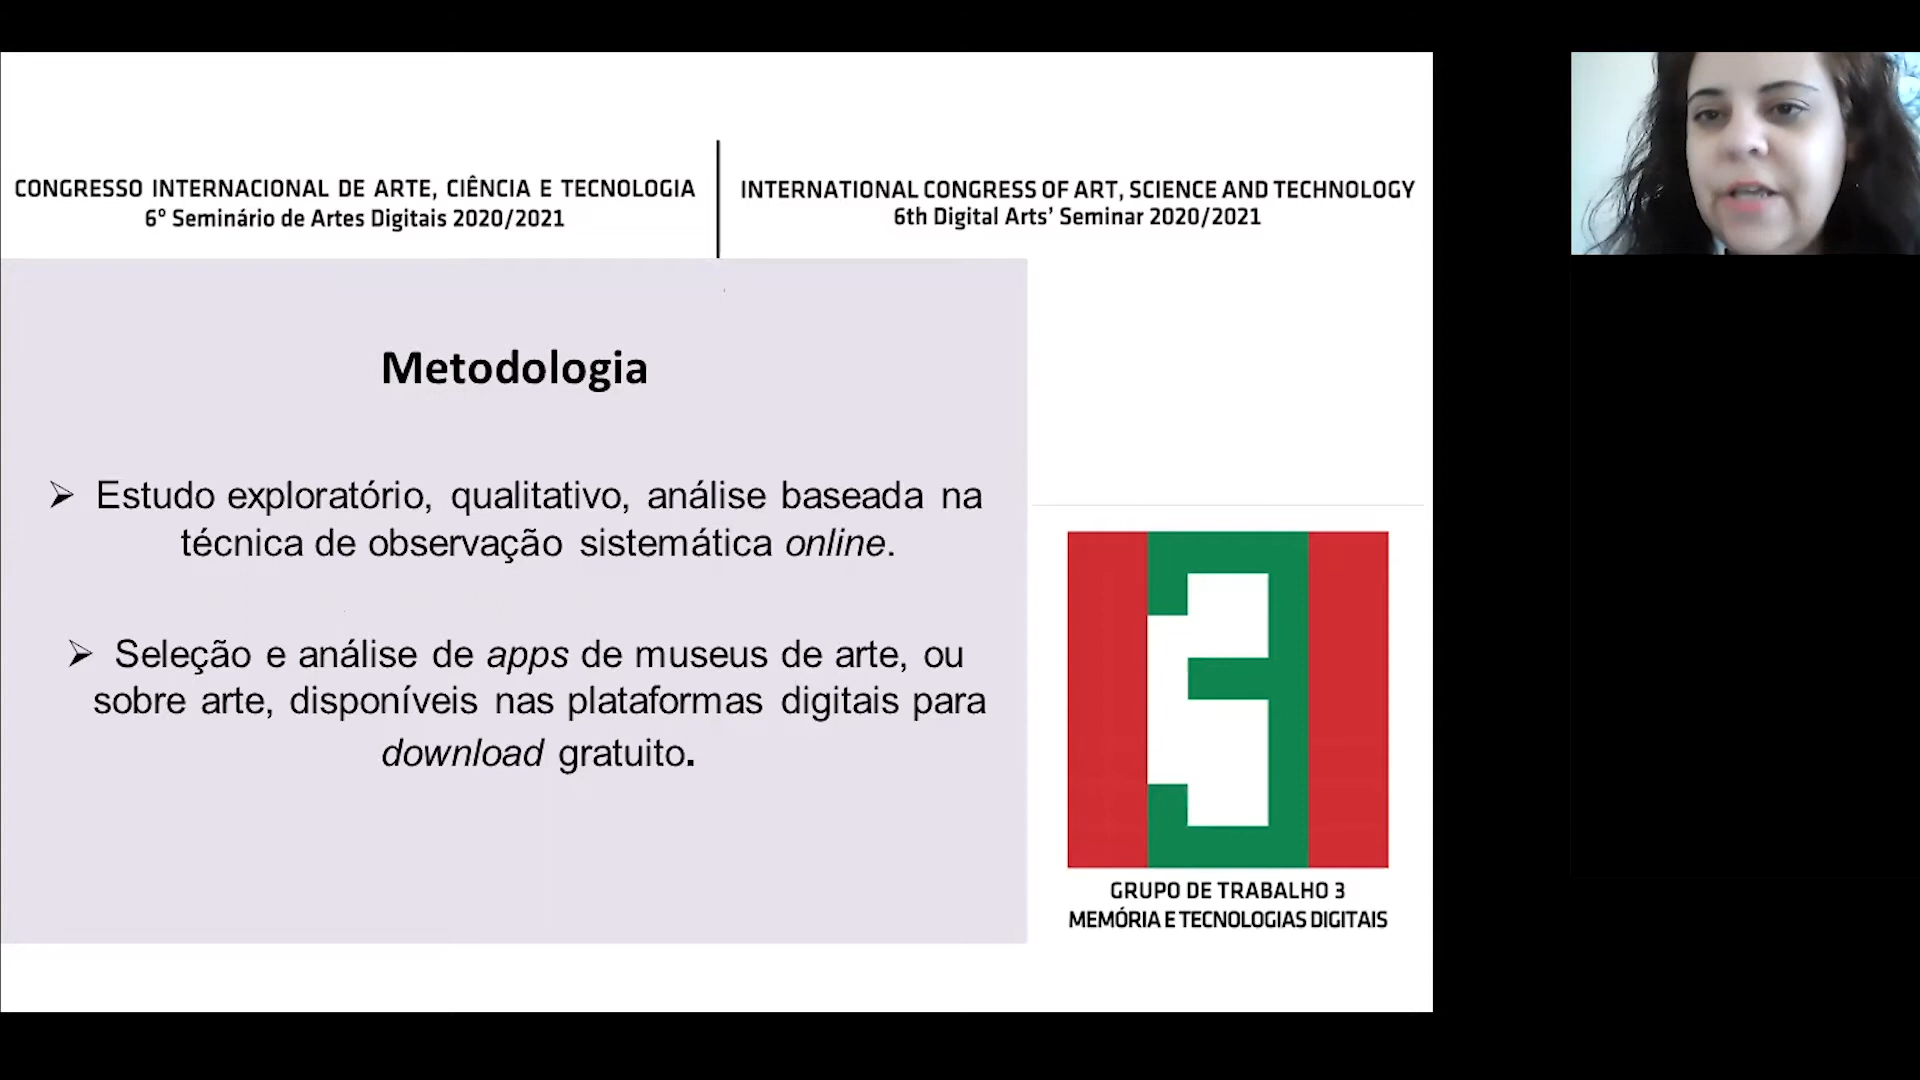 CONGRESSO INTERNACIONAL DE ARTE, CIÊNCIA E TECNOLOGIA
6º Seminário de Artes Digitais 2020/2021
INTERNATIONAL CONGRESS OF ART, SCIENCE AND TECHNOLOGY
6th Digital Arts’ Seminar 2020/2021
Metodologia
➢ Estudo exploratório, qualitativo, análise baseada na
técnica de observação sistemática online.
➢ Seleção e análise de apps de museus de arte, ou
sobre arte, disponíveis nas plataformas digitais para
download gratuito.
3
GRUPO DE TRABALHO 3
MEMÓRIA E TECNOLOGIAS DIGITAIS